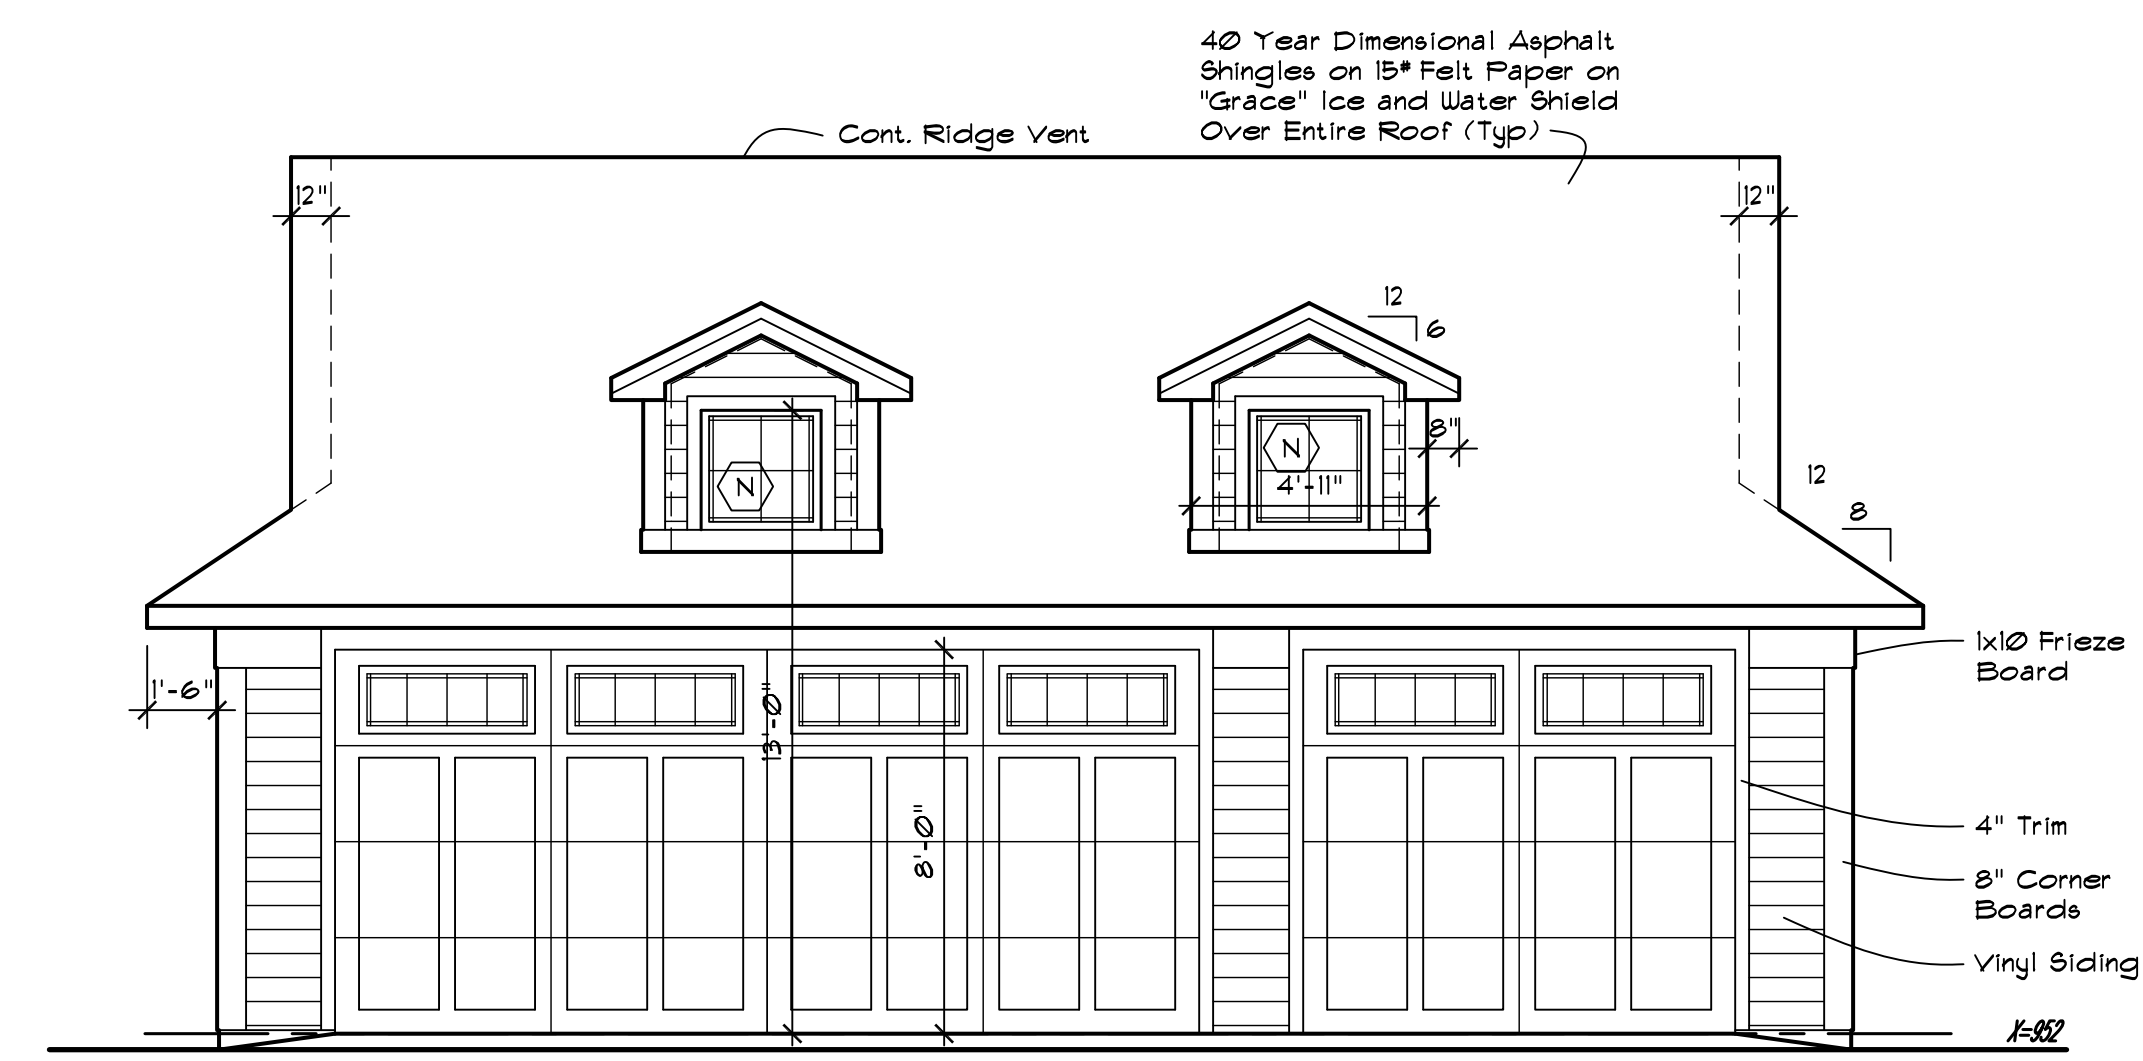 40 Year Dimensional Asphalt
Shingles on 15# Felt Paper on
"Grace" Ice and Water Shield
Over Entire Roof (Typ)
Cont. Ridge Vent
12"
12"
12
6
8"
N
N
4'-11"
12
8
1x10 Frieze
Board
1'-6"
13'-0"
8'-0"
4" Trim
8" Corner
Boards
Vinyl Siding
X=952